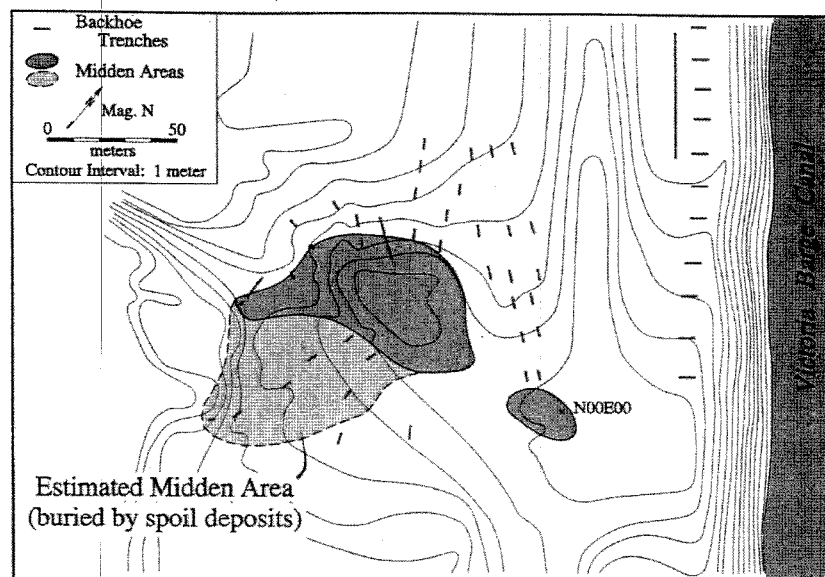 Backhoe
Trenches
Midden Areas
Mag. N
0 50
meters
Contour Interval: 1 meter
Victoria Barge Canal
N00E00
Estimated Midden Area
(buried by spoil deposits)